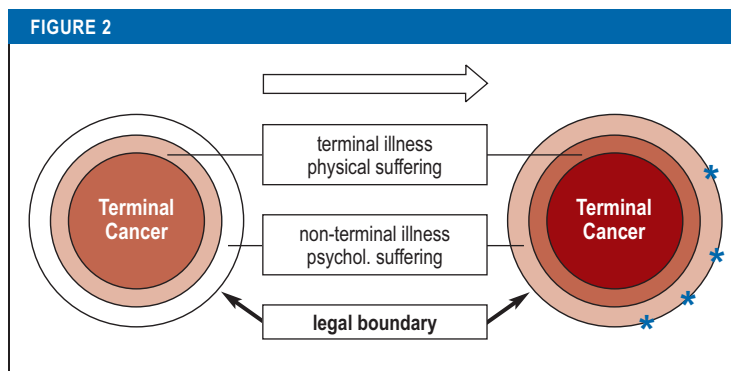 FIGURE 2
terminal illness
physical suffering
Terminal
Cancer
non-terminal illness
psychol. suffering
legal boundary
Terminal
Cancer
*
*
*
*